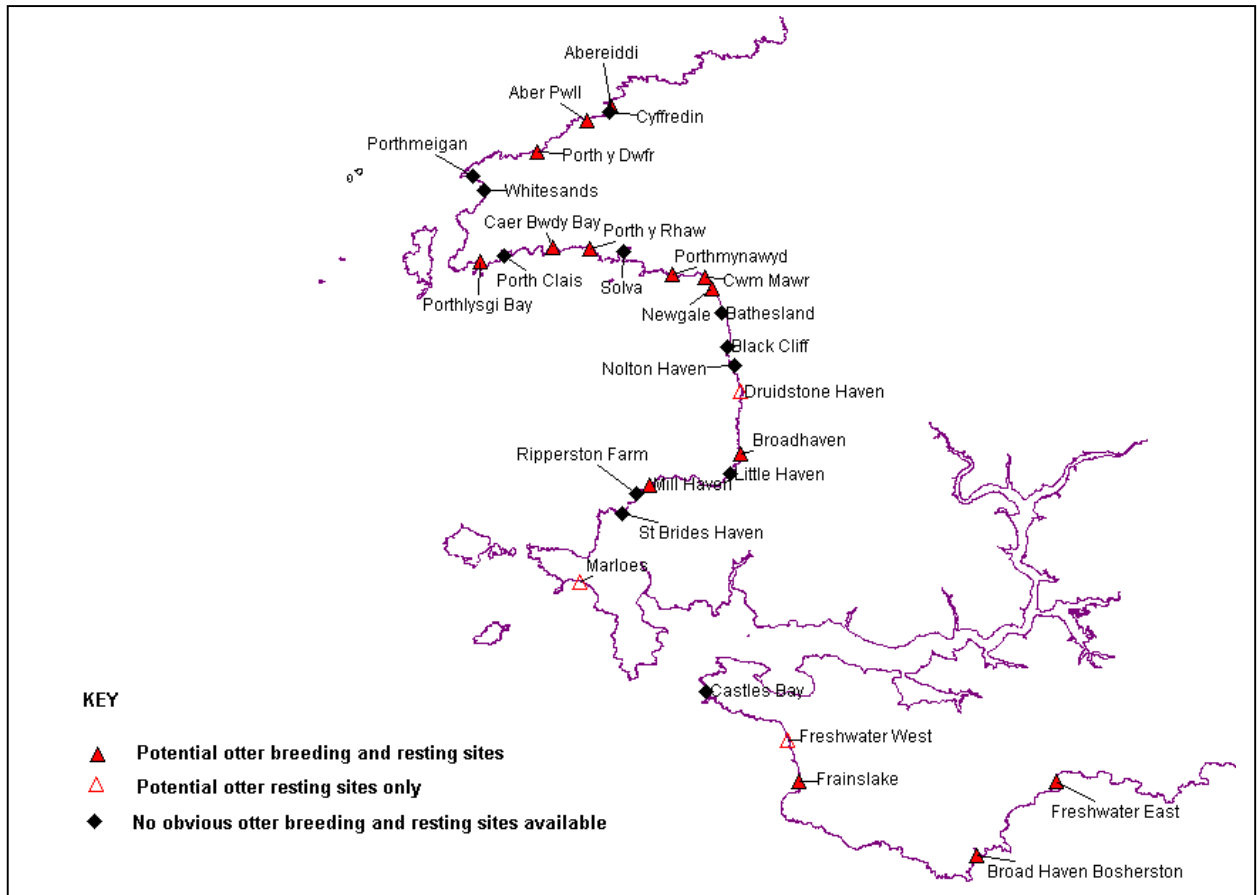 Abereiddi
Aber Pwll
Cyffredin
Porthmeigan
Porth y Dwfr
Whitesands
Caer Bwdy Bay
Porth y Rhaw
Porthmynawyd
Porth Clais
Solva
Cwm Mawr
Porthlysgi Bay
Newgale
Bathesland
Black Cliff
Nolton Haven
Druidstone Haven
Broadhaven
Ripperston Farm
Little Haven
Mill Haven
St Brides Haven
Marloes
Castles Bay
Freshwater West
Frainslake
Freshwater East
Broad Haven Bosherston
KEY
Potential otter breeding and resting sites
Potential otter resting sites only
No obvious otter breeding and resting sites available